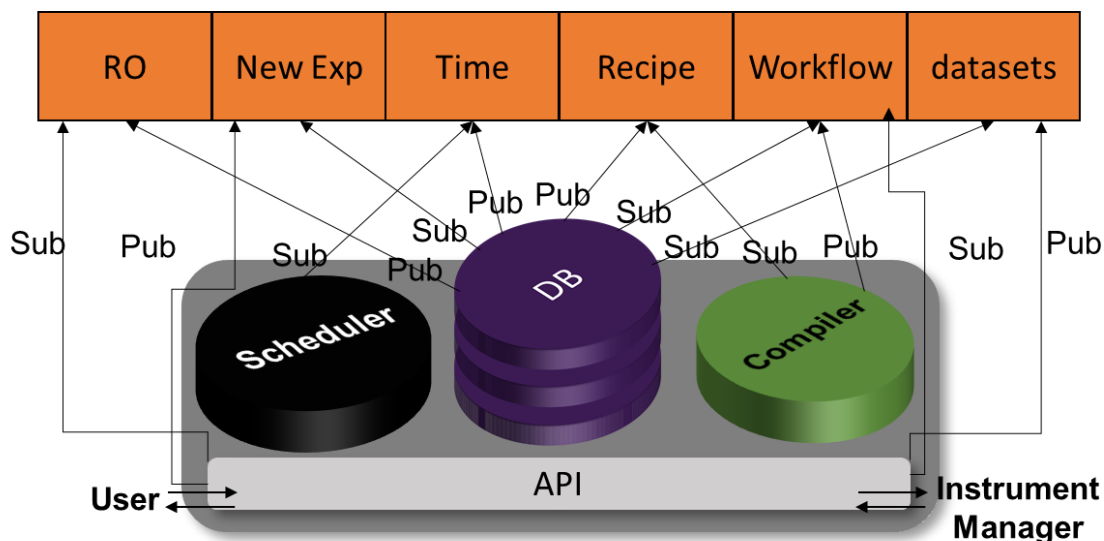 RO New Exp Time Recipe Workflow datasets
Sub Pub Sub Pub Sub Pub Pub Sub Sub Sub Pub Sub Pub
Scheduler DB Compiler
API
User Instrument
Manager